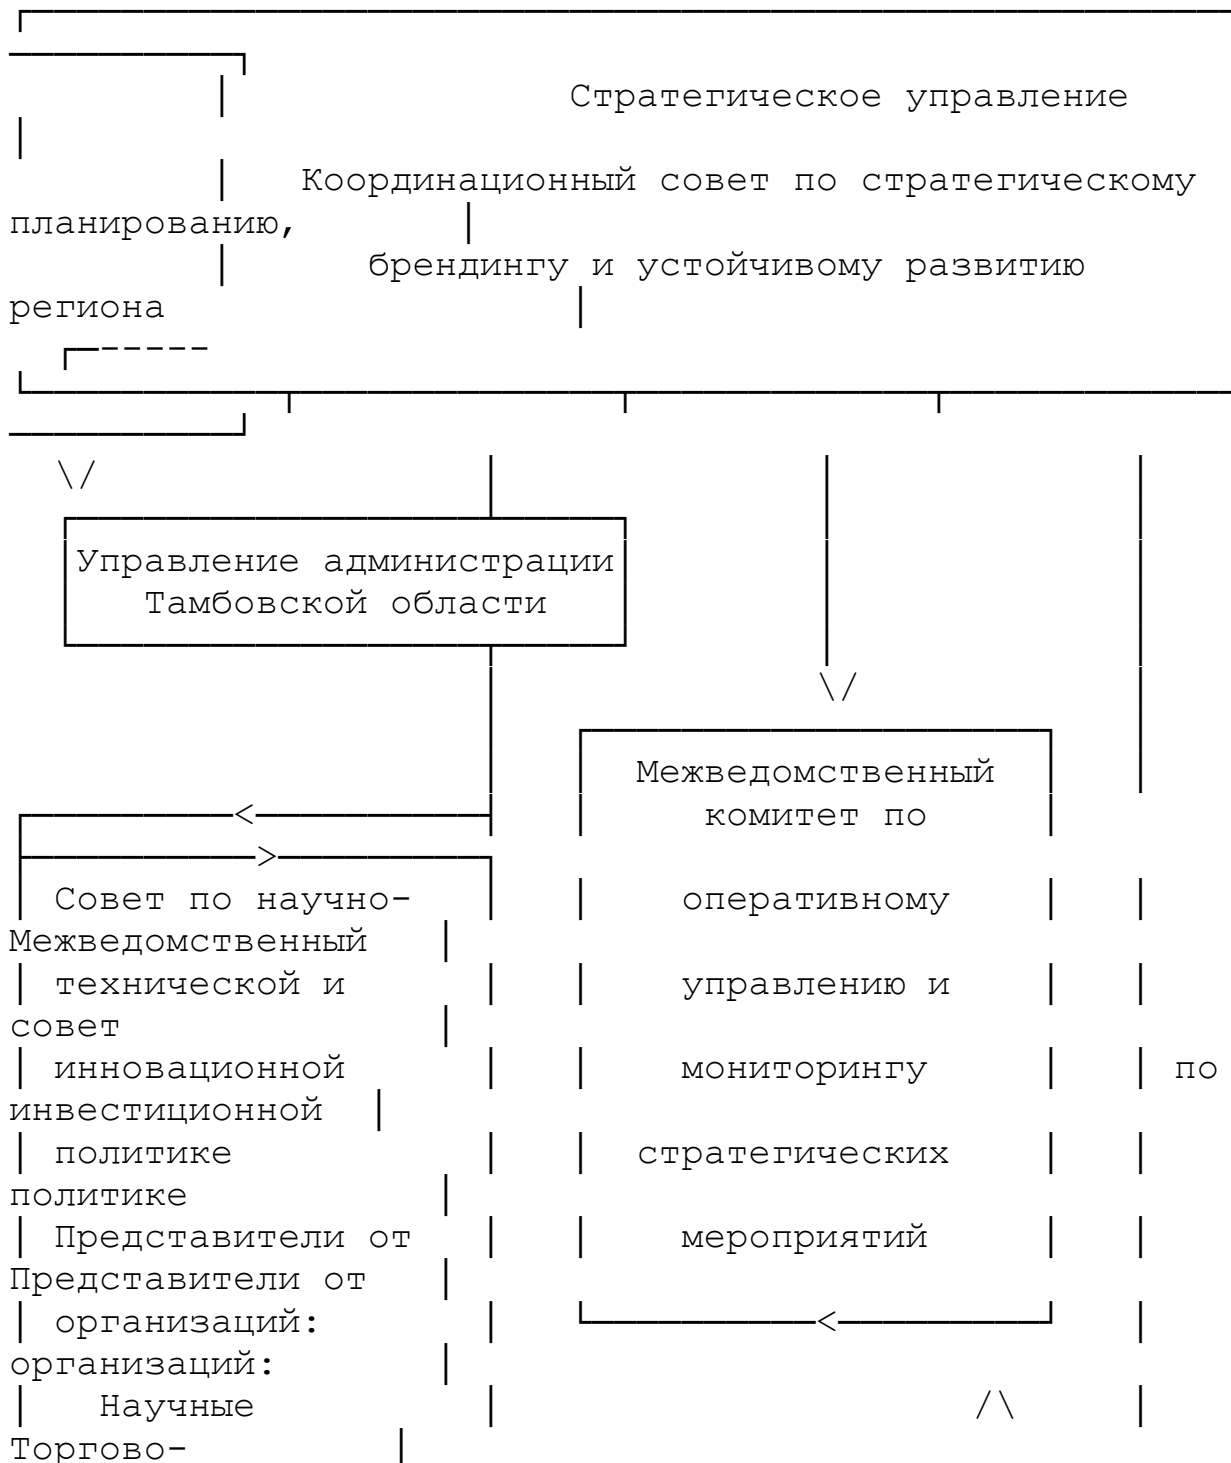 Стратегическое управление
Координационный совет по стратегическому
планированию,
брендингу и устойчивому развитию
региона
Управление администрации
Тамбовской области
Межведомственный
комитет по
Совет по научно- оперативному
Межведомственный
технической и управлению и
совет
инновационной мониторингу по
инвестиционной
политике стратегических
политике
Представители от мероприятий
Представители от
организаций:
организаций:
Научные
Торгово-